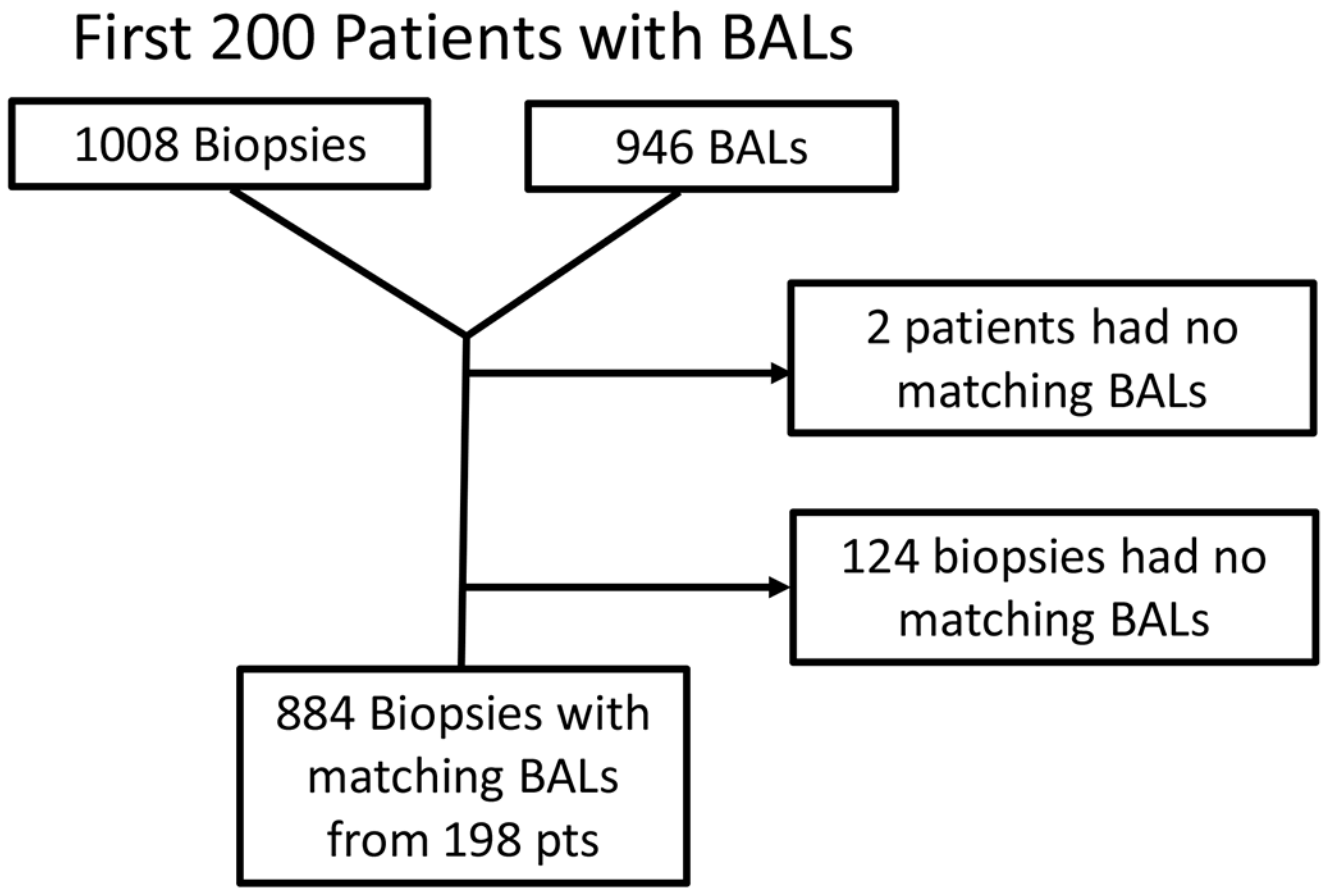 First 200 Patients with BALs
1008 Biopsies
946 BALs
2 patients had no
matching BALs
124 biopsies had no
matching BALs
884 Biopsies with
matching BALs
from 198 pts